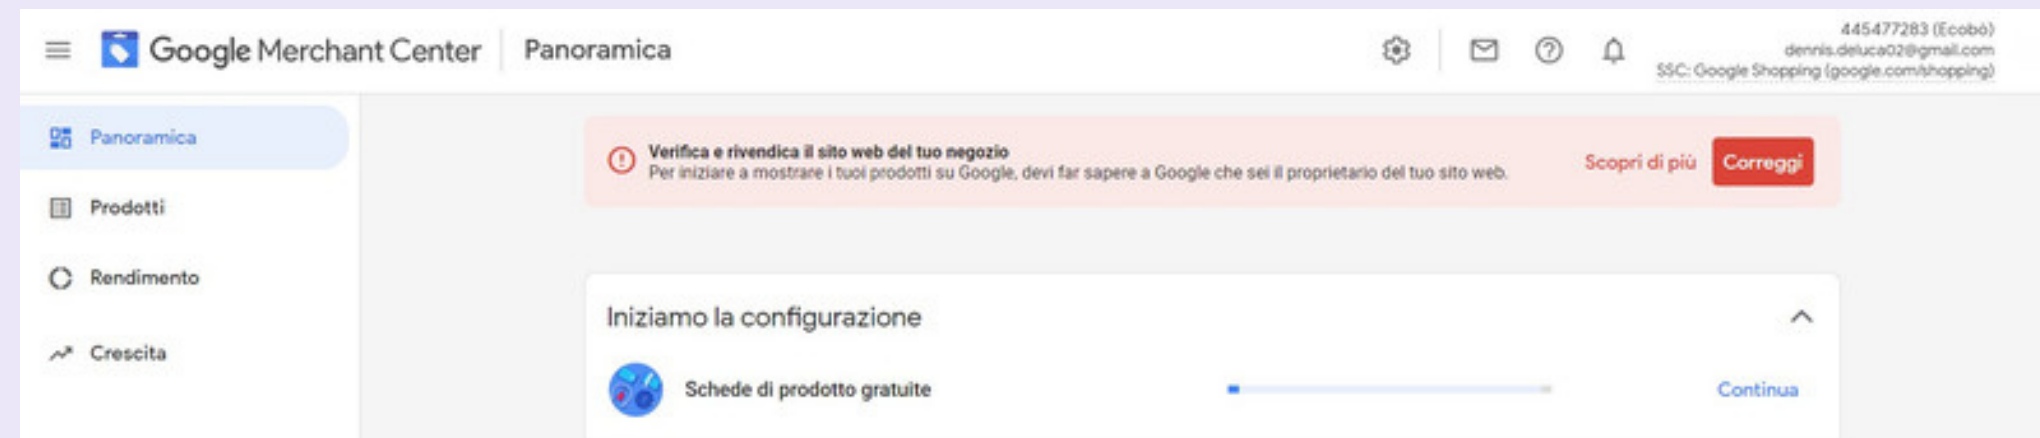 Google Merchant Center Panoramica
445477283 (Ecobò)
dennis.deluca02@gmail.com
SSC: Google Shopping (google.com/shopping)
Panoramica
Prodotti
Rendimento
Crescita
Verifica e rivendica il sito web del tuo negozio
Per iniziare a mostrare i tuoi prodotti su Google, devi far sapere a Google che sei il proprietario del tuo sito web.
Scopri di più Correggi
Iniziamo la configurazione
Schede di prodotto gratuite Continua